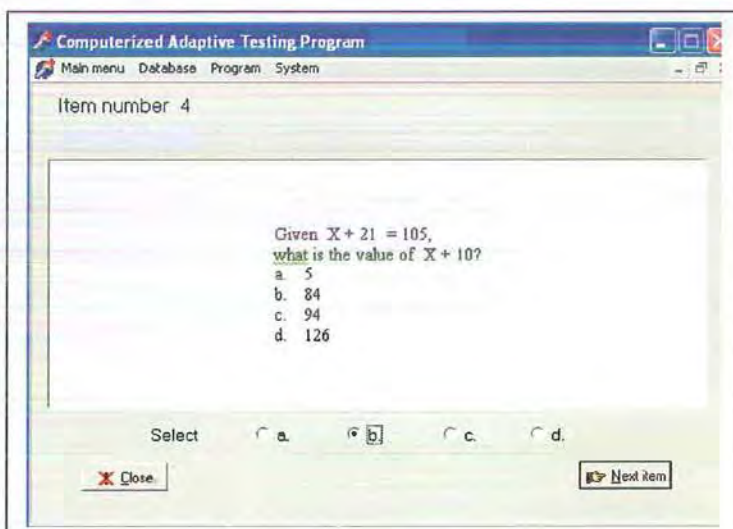 Computerized Adaptive Testing Program
Main menu Database Program System
Item number 4
Given X + 21 = 105,
what is the value of X + 10?
a. 5
b. 84
c. 94
d. 126
Select a. b. c. d.
Close Next item